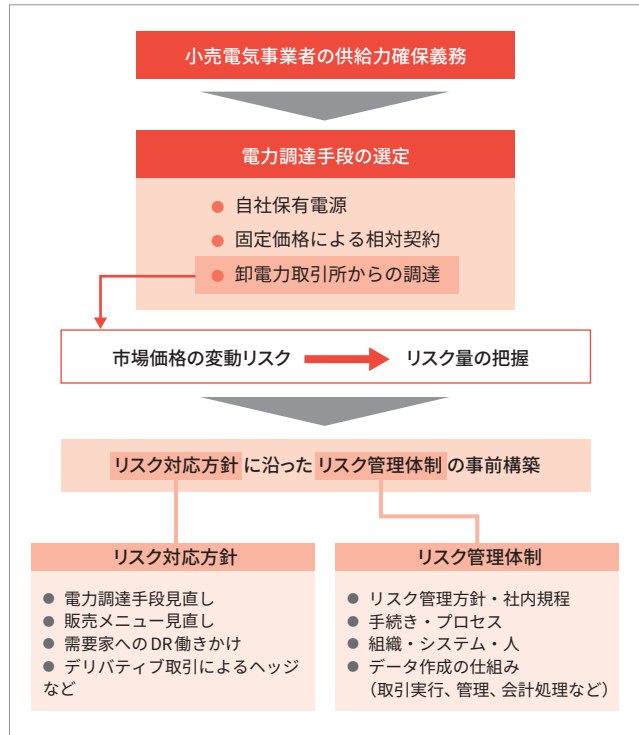 小売電気事業者の供給力確保義務
電力調達手段の選定
● 自社保有電源
● 固定価格による相対契約
● 卸電力取引所からの調達
市場価格の変動リスク
リスク量の把握
リスク対応方針に沿ったリスク管理体制の事前構築
リスク対応方針
● 電力調達手段見直し
● 販売メニュー見直し
● 需要家へのDR働きかけ
● デリバティブ取引によるヘッジ
など
リスク管理体制
● リスク管理方針・社内規程
● 手続き・プロセス
● 組織・システム・人
● データ作成の仕組み
（取引実行、管理、会計処理など）